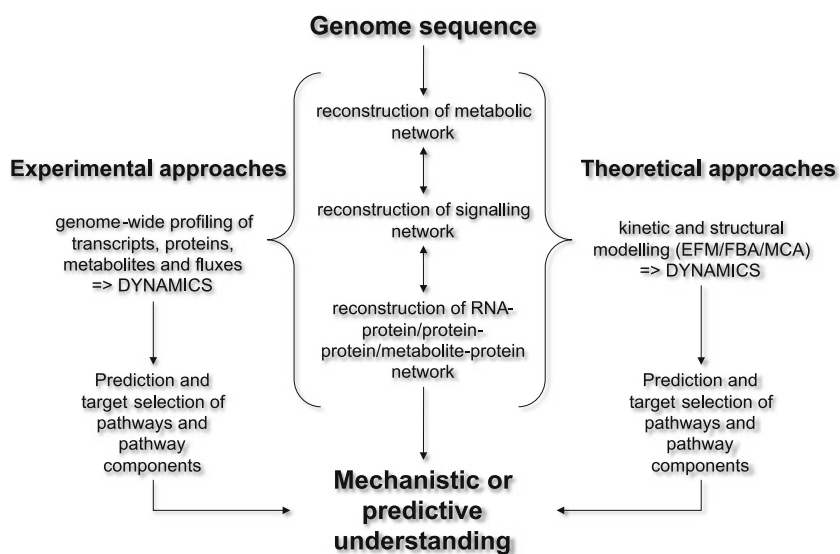 Genome sequence
reconstruction of metabolic
network
reconstruction of signalling
network
reconstruction of RNA-
protein/protein-
protein/metabolite-protein
network
Experimental approaches
genome-wide profiling of
transcripts, proteins,
metabolites and fluxes
=> DYNAMICS
Prediction and
target selection of
pathways and
pathway
components
Theoretical approaches
kinetic and structural
modelling (EFM/FBA/MCA)
=> DYNAMICS
Prediction and
target selection of
pathways and
pathway
components
Mechanistic or
predictive
understanding